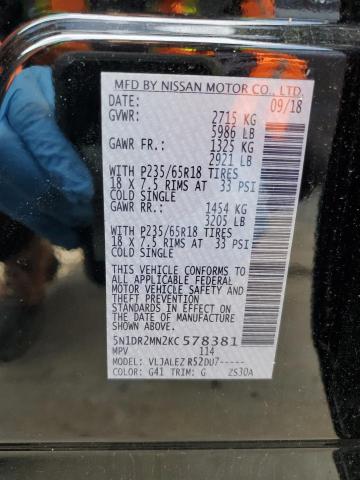 MFD BY NISSAN MOTOR CO., LTD.
DATE: 09/18
GVWR: 2715 KG
5986 LB
GAWR FR.: 1325 KG
2921 LB
WITH P235/65R18 TIRES
18 X 7.5 RIMS AT 33 PSI
COLD SINGLE
GAWR RR.: 1454 KG
3205 LB
WITH P235/65R18 TIRES
18 X 7.5 RIMS AT 33 PSI
COLD SINGLE
THIS VEHICLE CONFORMS TO
ALL APPLICABLE FEDERAL
MOTOR VEHICLE SAFETY AND
THEFT PREVENTION
STANDARDS IN EFFECT ON
THE DATE OF MANUFACTURE
SHOWN ABOVE.
5N1DR2MN2KC578381
MPV 114
MODEL: VLJALEZ R52DU7-----
COLOR: G41 TRIM: G ZS30A